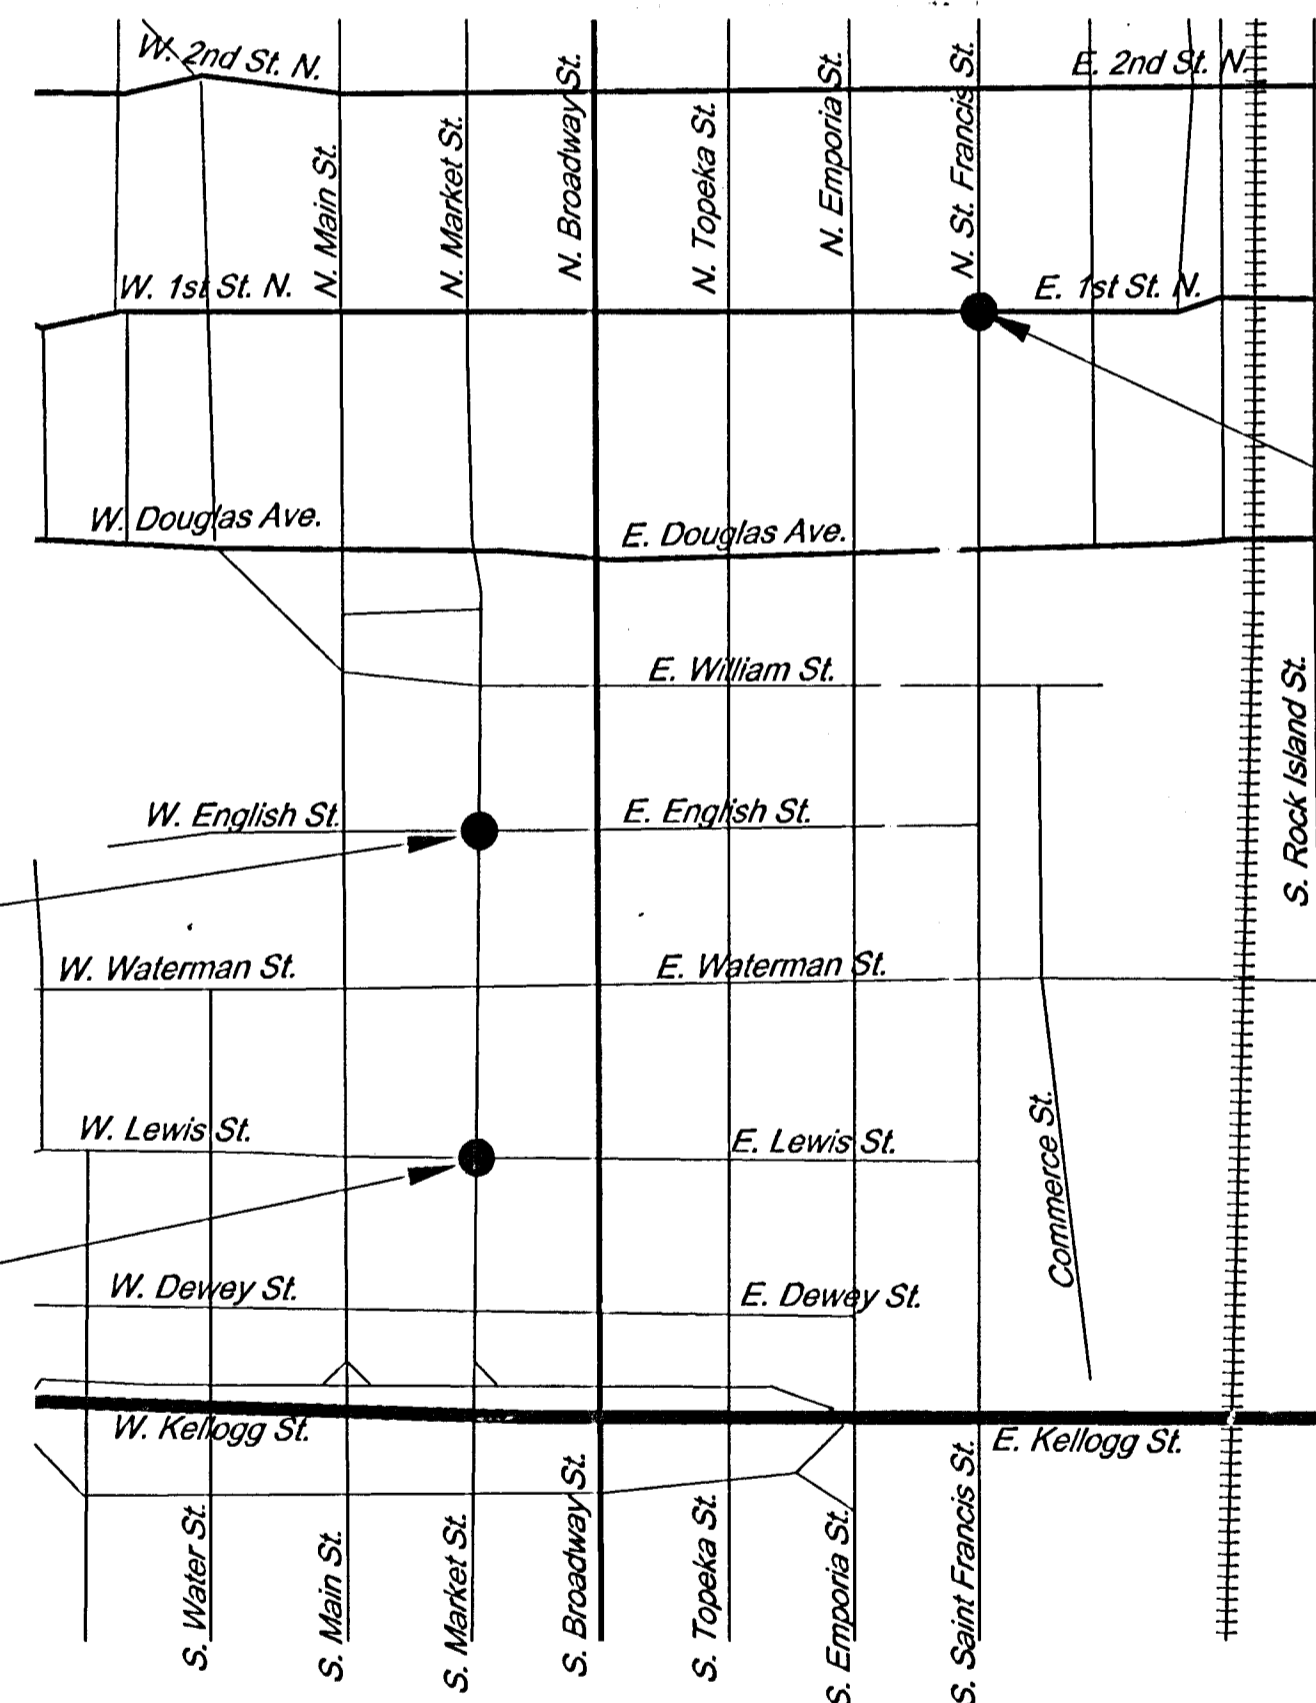 W. 2nd St. N.
E. 2nd St. N.
N. Main St.
N. Market St.
N. Broadway St.
N. Topeka St.
N. Emporia St.
N. St. Francis St.
W. 1st St. N.
E. 1st St. N.
W. Douglas Ave.
E. Douglas Ave.
E. William St.
S. Rock Island St.
W. English St.
E. English St.
W. Waterman St.
E. Waterman St.
W. Lewis St.
E. Lewis St.
Commerce St.
W. Dewey St.
E. Dewey St.
W. Kellogg St.
E. Kellogg St.
S. Water St.
S. Main St.
S. Market St.
S. Broadway St.
S. Topeka St.
S. Emporia St.
S. Saint Francis St.